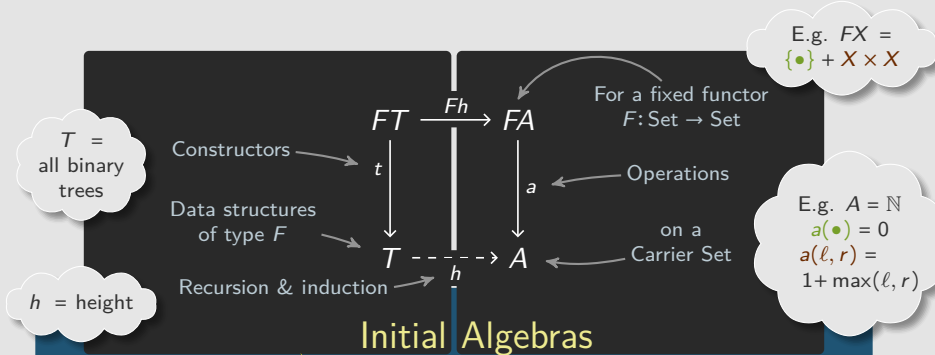 E.g. FX =
{•} + X × X
T =
all binary
trees
Constructors
FT
Fh
FA
For a fixed functor
F: Set → Set
t
a
Operations
Data structures
of type F
T
h
A
on a
Carrier Set
Recursion & induction
E.g. A = ℕ
a(•) = 0
a(ℓ, r) =
1+ max(ℓ, r)
h = height
Initial Algebras